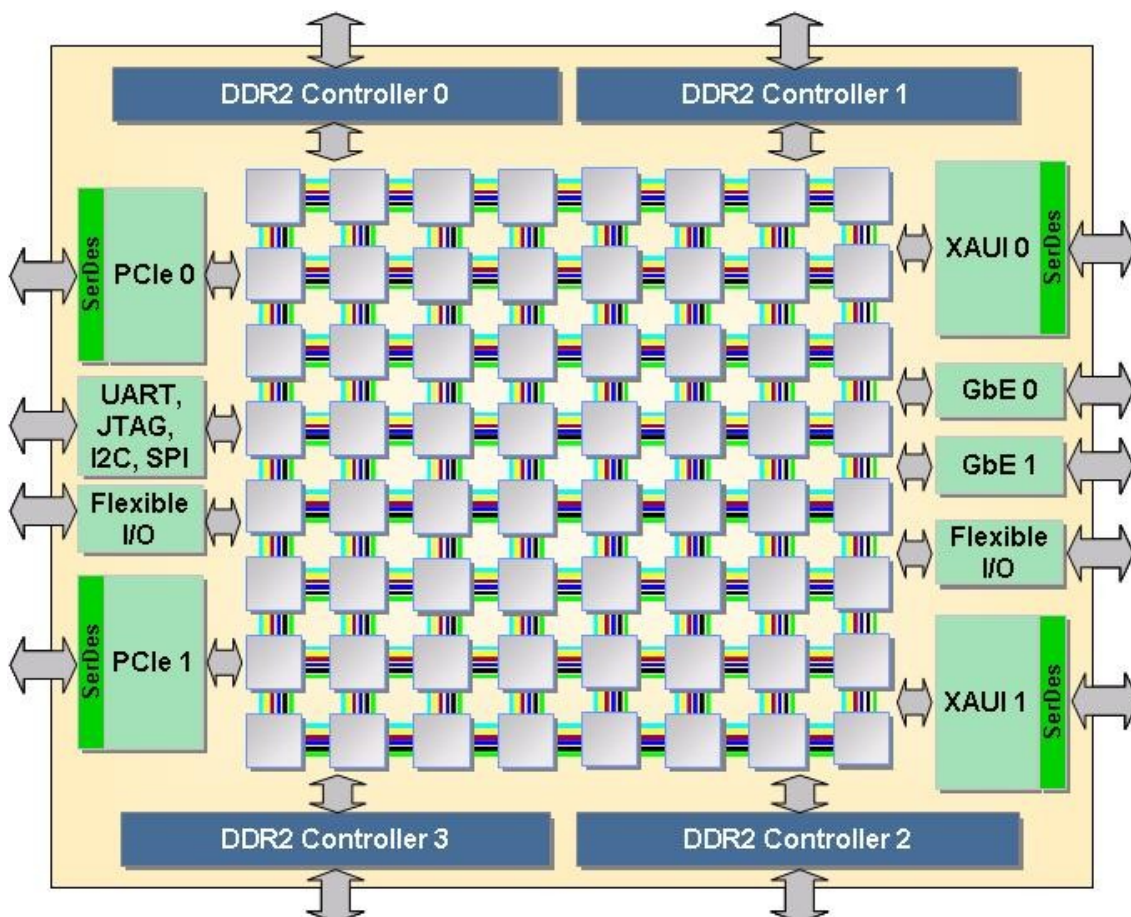 DDR2 Controller 0
DDR2 Controller 1
SerDes
PCIe 0
XAUI 0
SerDes
UART,
JTAG,
I2C, SPI
GbE 0
GbE 1
Flexible
I/O
Flexible
I/O
SerDes
PCIe 1
XAUI 1
SerDes
DDR2 Controller 3
DDR2 Controller 2